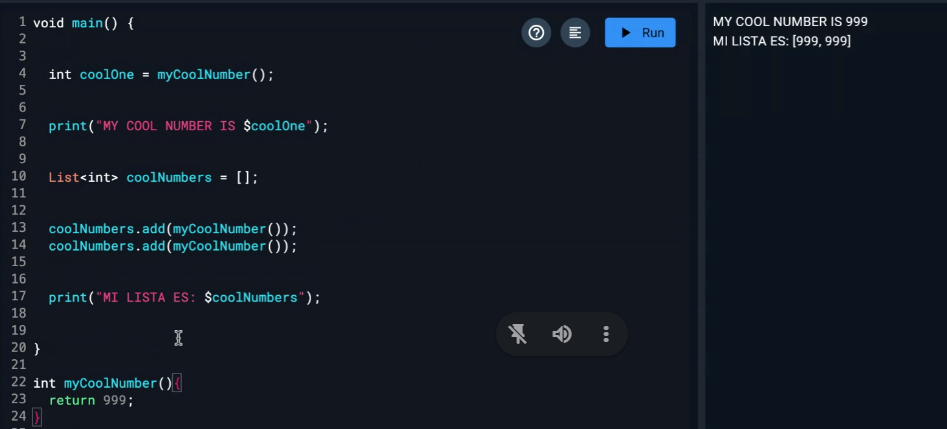 1 void main() {
2
3
4   int coolOne = myCoolNumber();
5
6
7   print("MY COOL NUMBER IS $coolOne");
8
9
10   List<int> coolNumbers = [];
11
12
13   coolNumbers.add(myCoolNumber());
14   coolNumbers.add(myCoolNumber());
15
16
17   print("MI LISTA ES: $coolNumbers");
18
19
20 }
21
22 int myCoolNumber(){
23   return 999;
24 }
Run
MY COOL NUMBER IS 999
MI LISTA ES: [999, 999]